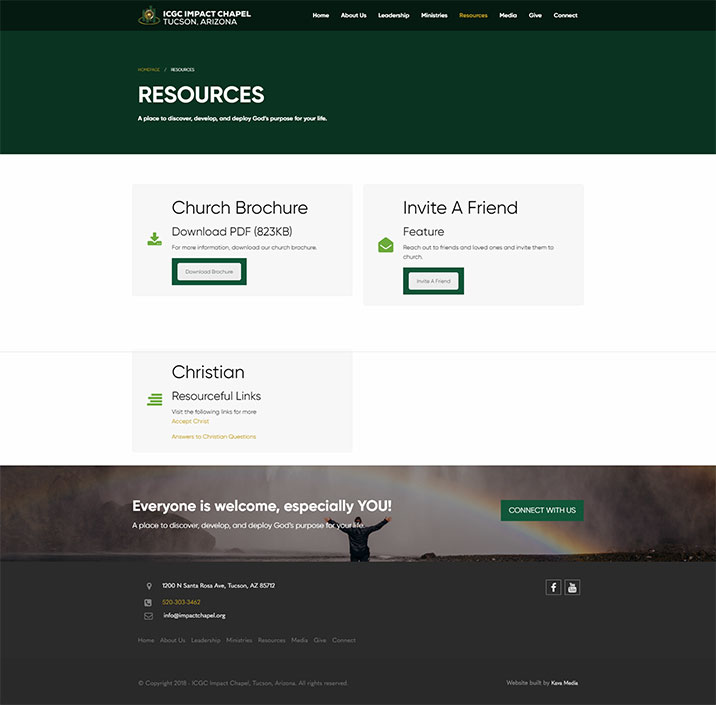 ICGC IMPACT CHAPEL
TUCSON, ARIZONA
Home About Us Leadership Ministries Resources Media Give Connect
HOMEPAGE / RESOURCES
RESOURCES
A place to discover, develop, and deploy God's purpose for your life.
Church Brochure
Download PDF (823KB)
For more information, download our church brochure.
Download Brochure
Invite A Friend
Feature
Reach out to friends and loved ones and invite them to
church.
Invite A Friend
Christian
Resourceful Links
Visit the following links for more
Accept Christ
Answers to Christian Questions
Everyone is welcome, especially YOU!
A place to discover, develop, and deploy God's purpose for your life.
CONNECT WITH US
1200 N Santa Rosa Ave, Tucson, AZ 85712
520-303-3462
info@impactchapel.org
Home About Us Leadership Ministries Resources Media Give Connect
© Copyright 2018 - ICGC Impact Chapel, Tucson, Arizona. All rights reserved.
Website built by Kava Media